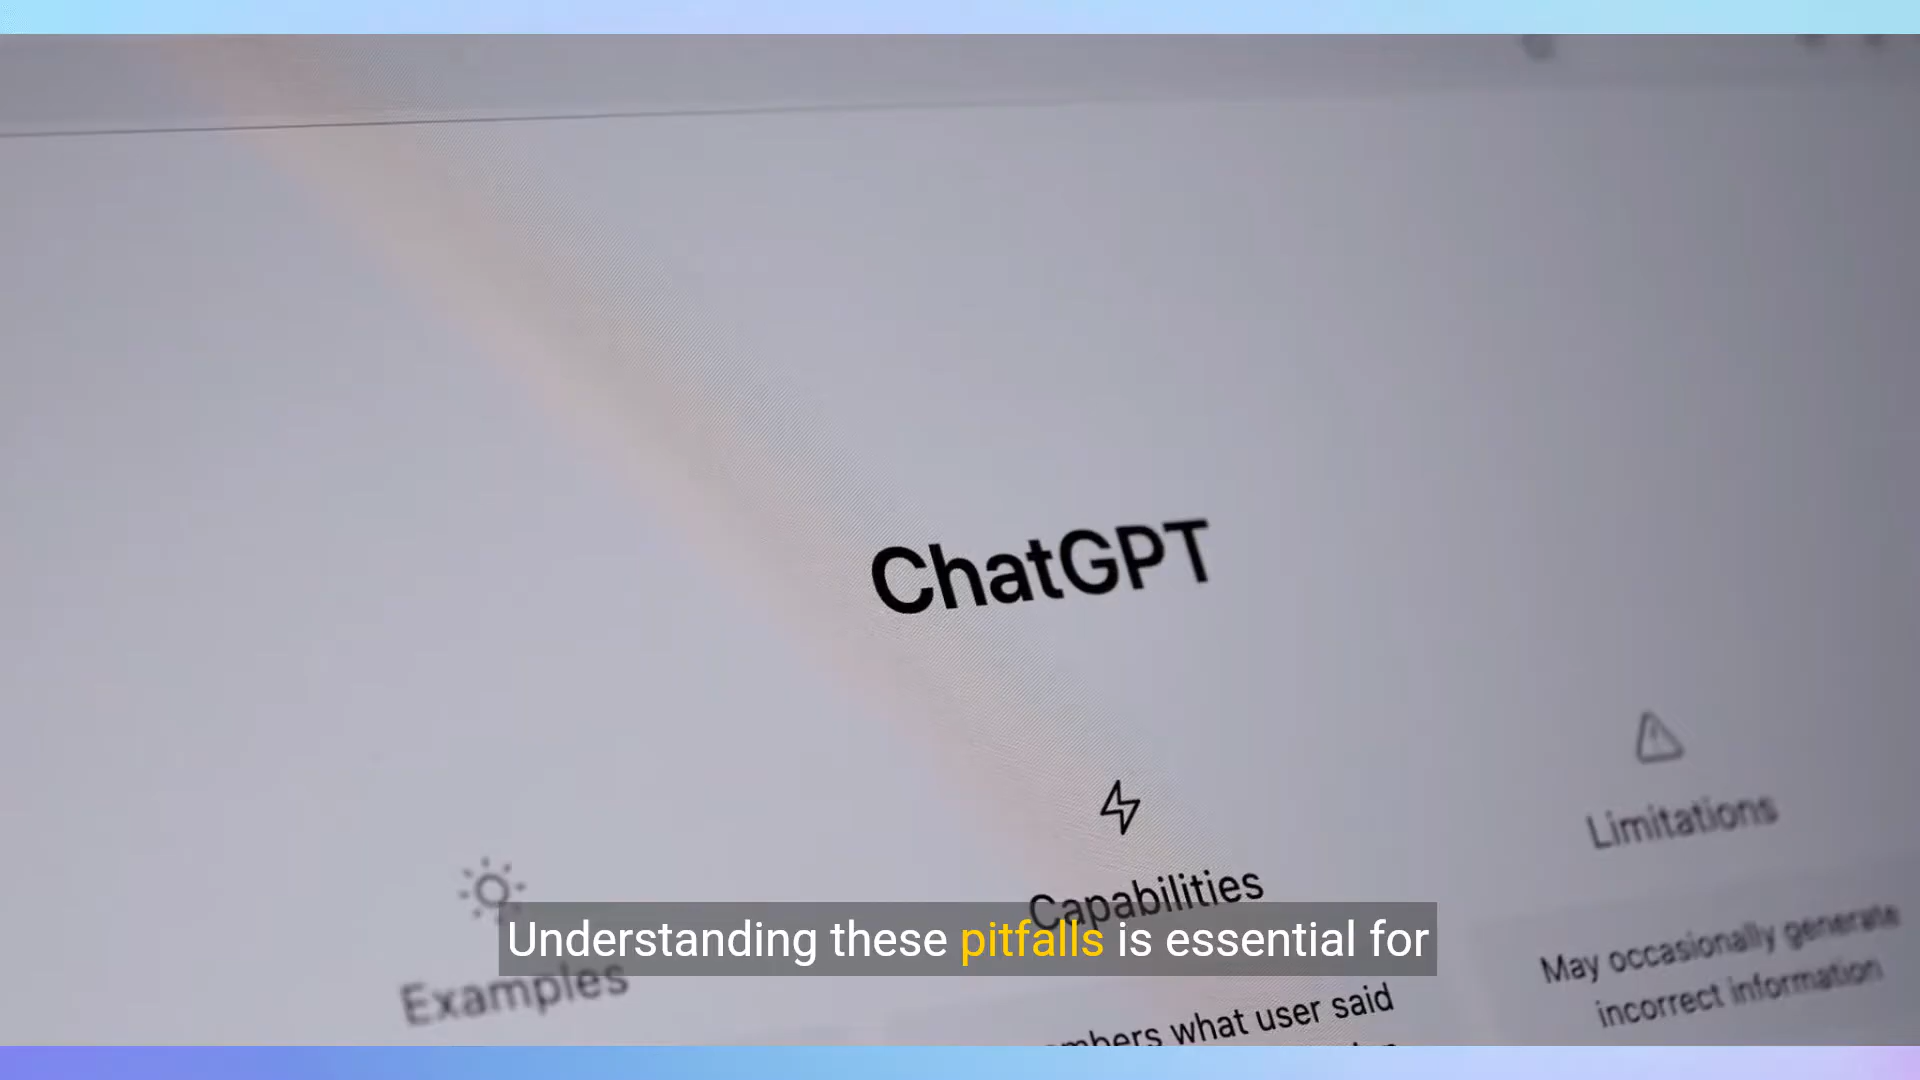 ChatGPT
Examples
Capabilities
Limitations
Understanding these pitfalls is essential for
what user said
May occasionally generate
incorrect information